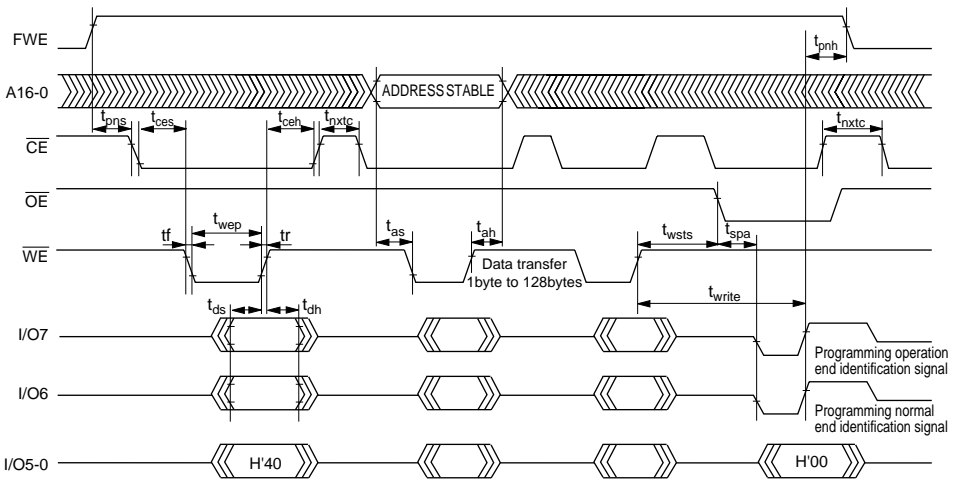 FWE
t_pnh
A16-0
ADDRESS STABLE
t_pns
t_ces
t_ceh
t_nxtc
t_nxtc
CE
OE
tf
t_wep
tr
t_as
t_ah
t_wsts
t_spa
WE
Data transfer
1byte to 128bytes
t_write
t_ds
t_dh
I/O7
Programming operation
end identification signal
I/O6
Programming normal
end identification signal
I/O5-0
H'40
H'00